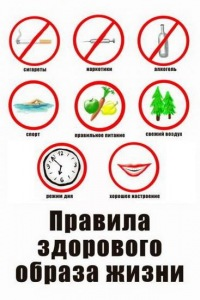 сигареты наркотики алкоголь
спорт правильное питание свежий воздух
режим дня хорошее настроение
Правила
здорового
образа жизни